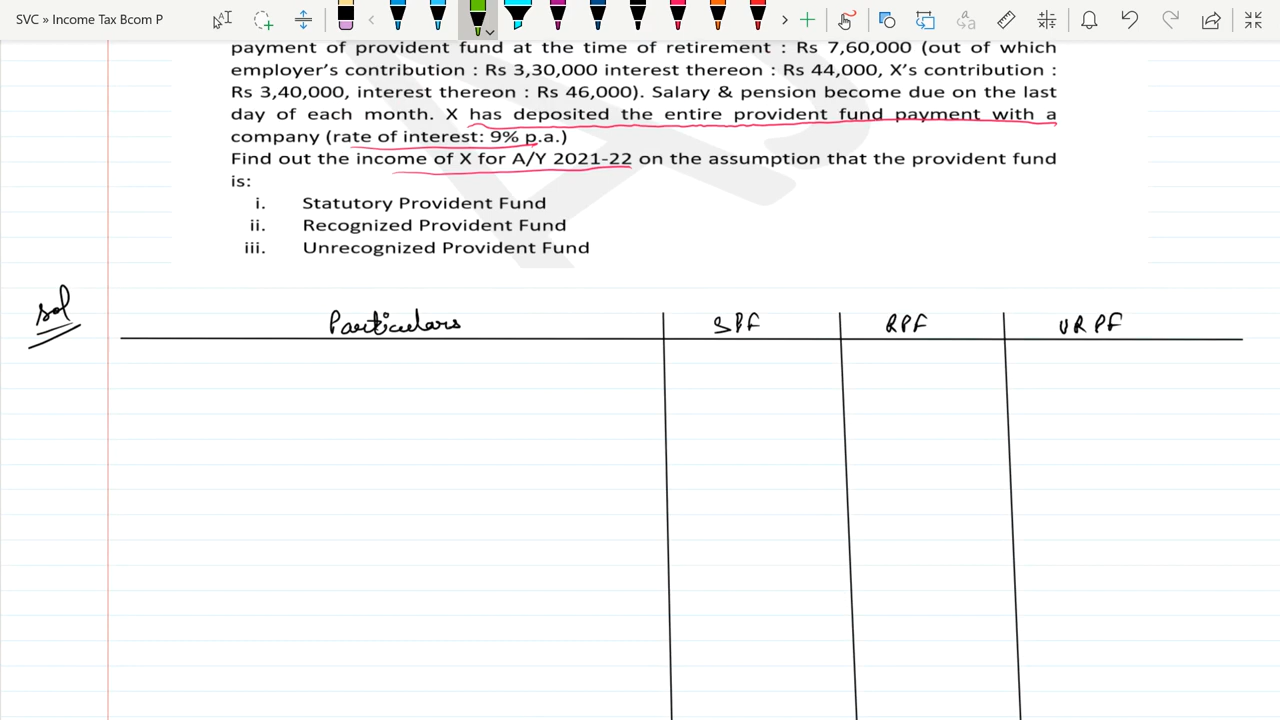 SVC » Income Tax Bcom P
payment of provident fund at the time of retirement : Rs 7,60,000 (out of which
employer's contribution : Rs 3,30,000 interest thereon : Rs 44,000, X's contribution :
Rs 3,40,000, interest thereon : Rs 46,000). Salary & pension become due on the last
day of each month. X has deposited the entire provident fund payment with a
company (rate of interest: 9% p.a.)
Find out the income of X for A/Y 2021-22 on the assumption that the provident fund
is:
i. Statutory Provident Fund
ii. Recognized Provident Fund
iii. Unrecognized Provident Fund
Sol
Particulars SPF RPF URPF